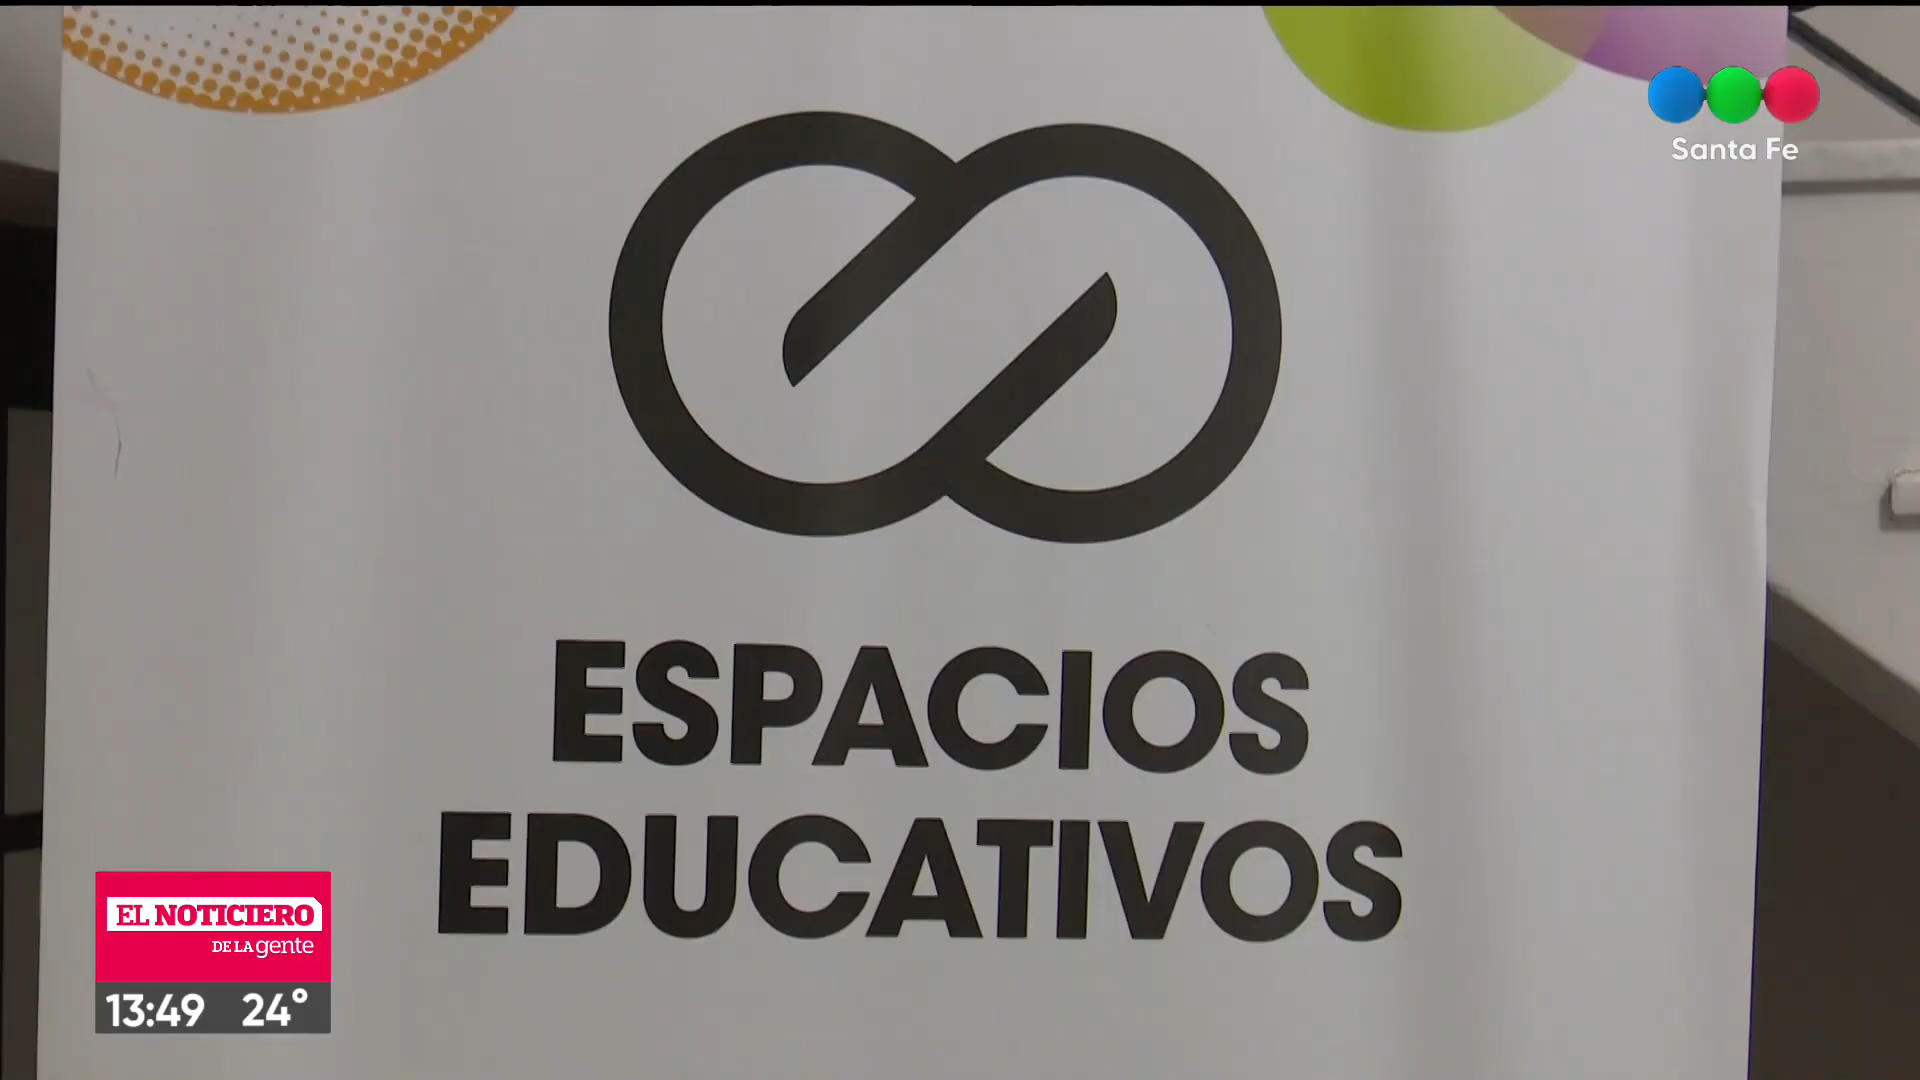 Santa Fe
ESPACIOS
EDUCATIVOS
EL NOTICIERO
DE LA gente
13:49 24°